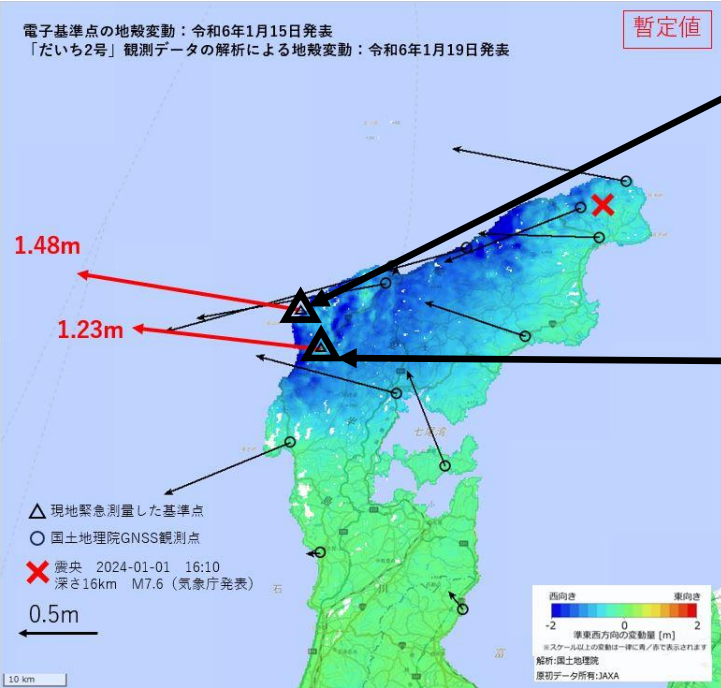 電子基準点の地殻変動：令和6年1月15日発表
「だいち2号」観測データの解析による地殻変動：令和6年1月19日発表
暫定値
1.48m
1.23m
七尾湾
現地緊急測量した基準点
国土地理院GNSS観測点
震央 2024-01-01 16:10
深さ16km M7.6（気象庁発表）
石
川
富
0.5m
西向き 東向き
-2 0 2
準東西方向の変動量 [m]
※スケール以上の変動は一律に青／赤で表示されます
解析:国土地理院
原初データ所有:JAXA
10 km